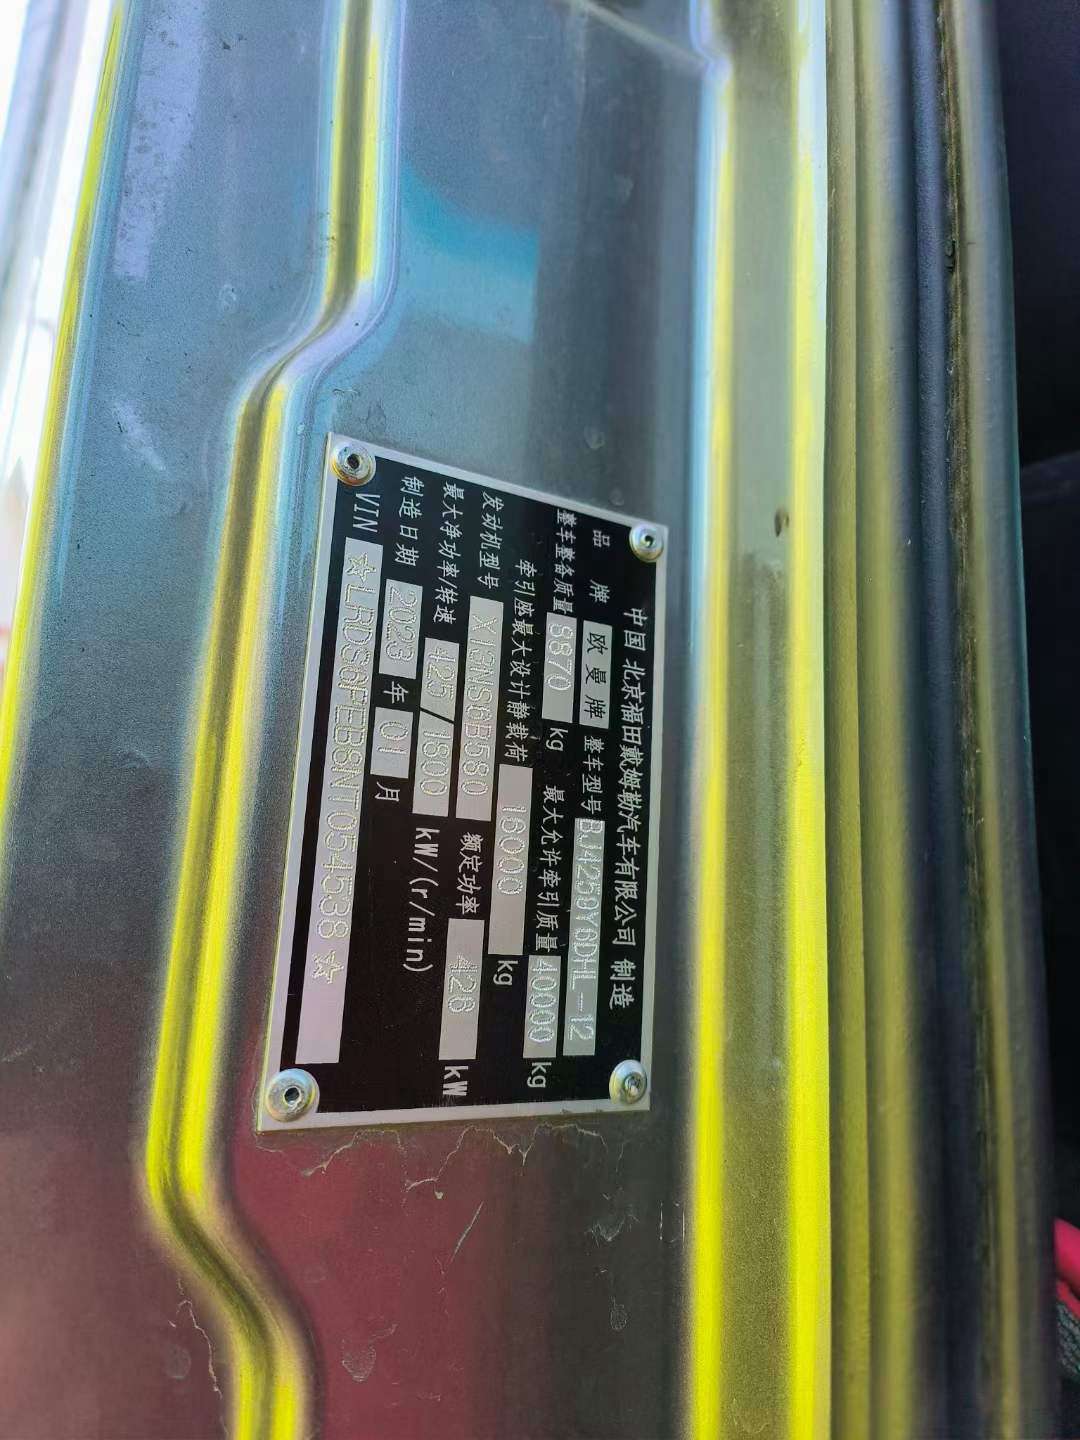 中国 北京福田戴姆勒汽车有限公司 制造
品 牌 欧曼牌 整车型号 BJ4259Y6DHL-12
整车整备质量 8870 kg 最大允许牵引质量 40000 kg
牵引座最大设计静载荷 16000 kg
发动机型号 X15NS6B580 额定功率 426 kW
最大净功率/转速 425/1800 kW/(r/min)
制造日期 2023 年 01 月
VIN ☆LRDS6PEB8NT054538☆